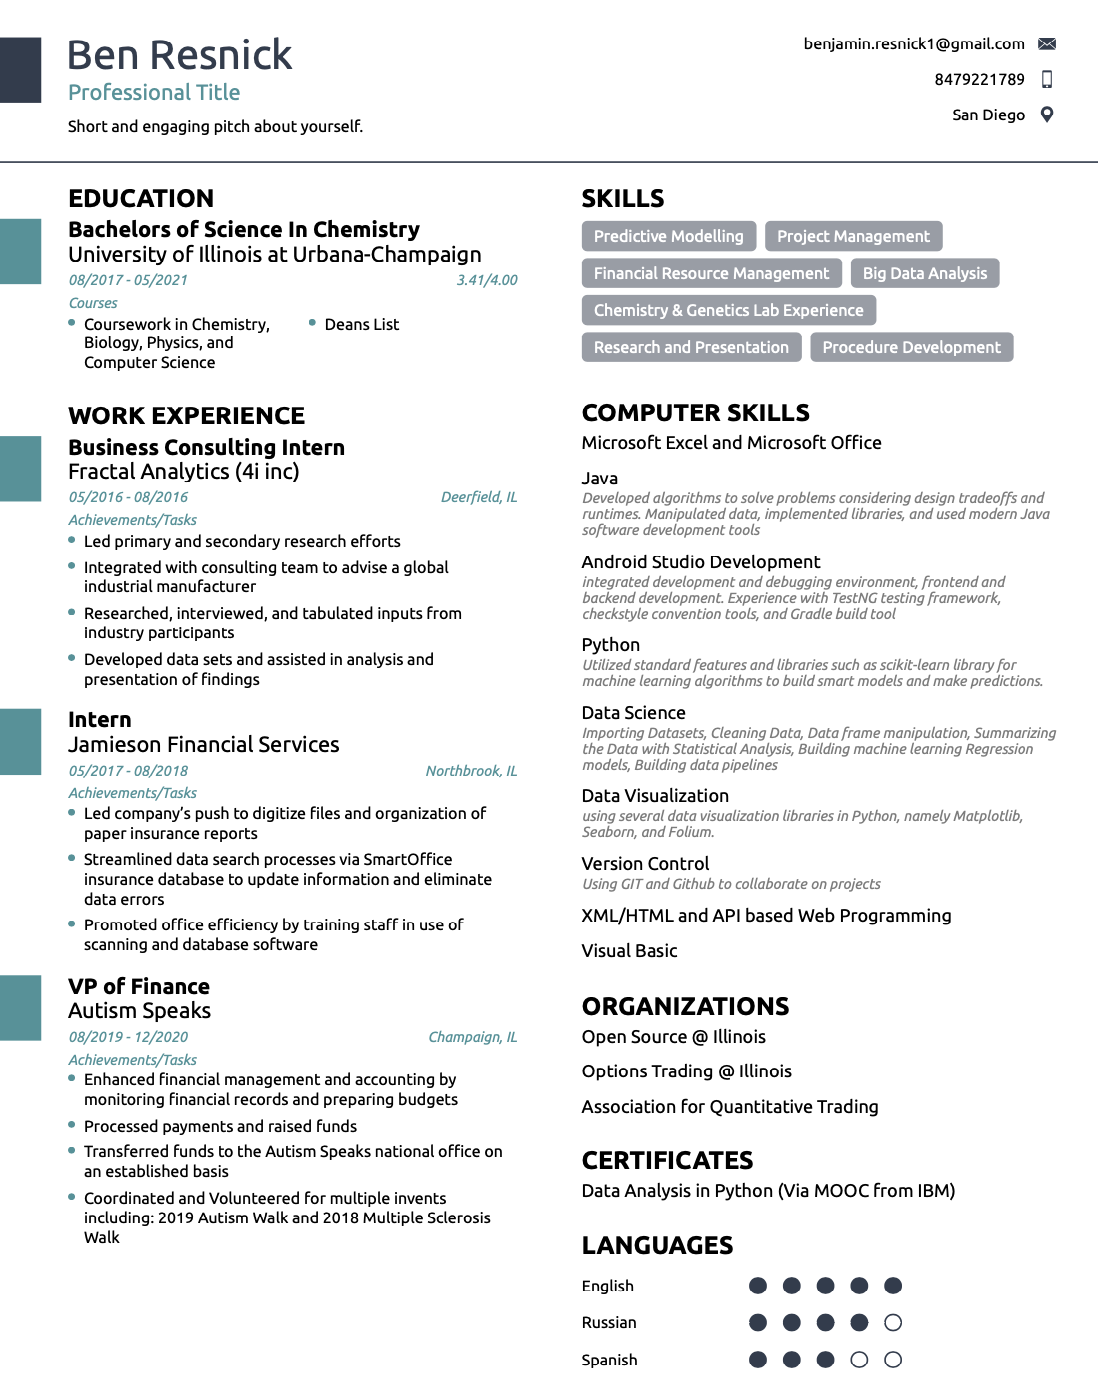 Ben Resnick
Professional Title
Short and engaging pitch about yourself.
benjamin.resnick1@gmail.com
8479221789
San Diego
EDUCATION
Bachelors of Science In Chemistry
University of Illinois at Urbana-Champaign
08/2017 - 05/2021 3.41/4.00
Courses
Coursework in Chemistry,
Biology, Physics, and
Computer Science
Deans List
WORK EXPERIENCE
Business Consulting Intern
Fractal Analytics (4i inc)
05/2016 - 08/2016 Deerfield, IL
Achievements/Tasks
Led primary and secondary research efforts
Integrated with consulting team to advise a global
industrial manufacturer
Researched, interviewed, and tabulated inputs from
industry participants
Developed data sets and assisted in analysis and
presentation of findings
Intern
Jamieson Financial Services
05/2017 - 08/2018 Northbrook, IL
Achievements/Tasks
Led company's push to digitize files and organization of
paper insurance reports
Streamlined data search processes via SmartOffice
insurance database to update information and eliminate
data errors
Promoted office efficiency by training staff in use of
scanning and database software
VP of Finance
Autism Speaks
08/2019 - 12/2020 Champaign, IL
Achievements/Tasks
Enhanced financial management and accounting by
monitoring financial records and preparing budgets
Processed payments and raised funds
Transferred funds to the Autism Speaks national office on
an established basis
Coordinated and Volunteered for multiple invents
including: 2019 Autism Walk and 2018 Multiple Sclerosis
Walk
SKILLS
Predictive Modelling Project Management
Financial Resource Management Big Data Analysis
Chemistry & Genetics Lab Experience
Research and Presentation Procedure Development
COMPUTER SKILLS
Microsoft Excel and Microsoft Office
Java
Developed algorithms to solve problems considering design tradeoffs and
runtimes. Manipulated data, implemented libraries, and used modern Java
software development tools
Android Studio Development
integrated development and debugging environment, frontend and
backend development. Experience with TestNG testing framework,
checkstyle convention tools, and Gradle build tool
Python
Utilized standard features and libraries such as scikit-learn library for
machine learning algorithms to build smart models and make predictions.
Data Science
Importing Datasets, Cleaning Data, Data frame manipulation, Summarizing
the Data with Statistical Analysis, Building machine learning Regression
models, Building data pipelines
Data Visualization
using several data visualization libraries in Python, namely Matplotlib,
Seaborn, and Folium.
Version Control
Using GIT and Github to collaborate on projects
XML/HTML and API based Web Programming
Visual Basic
ORGANIZATIONS
Open Source @ Illinois
Options Trading @ Illinois
Association for Quantitative Trading
CERTIFICATES
Data Analysis in Python (Via MOOC from IBM)
LANGUAGES
English
Russian
Spanish